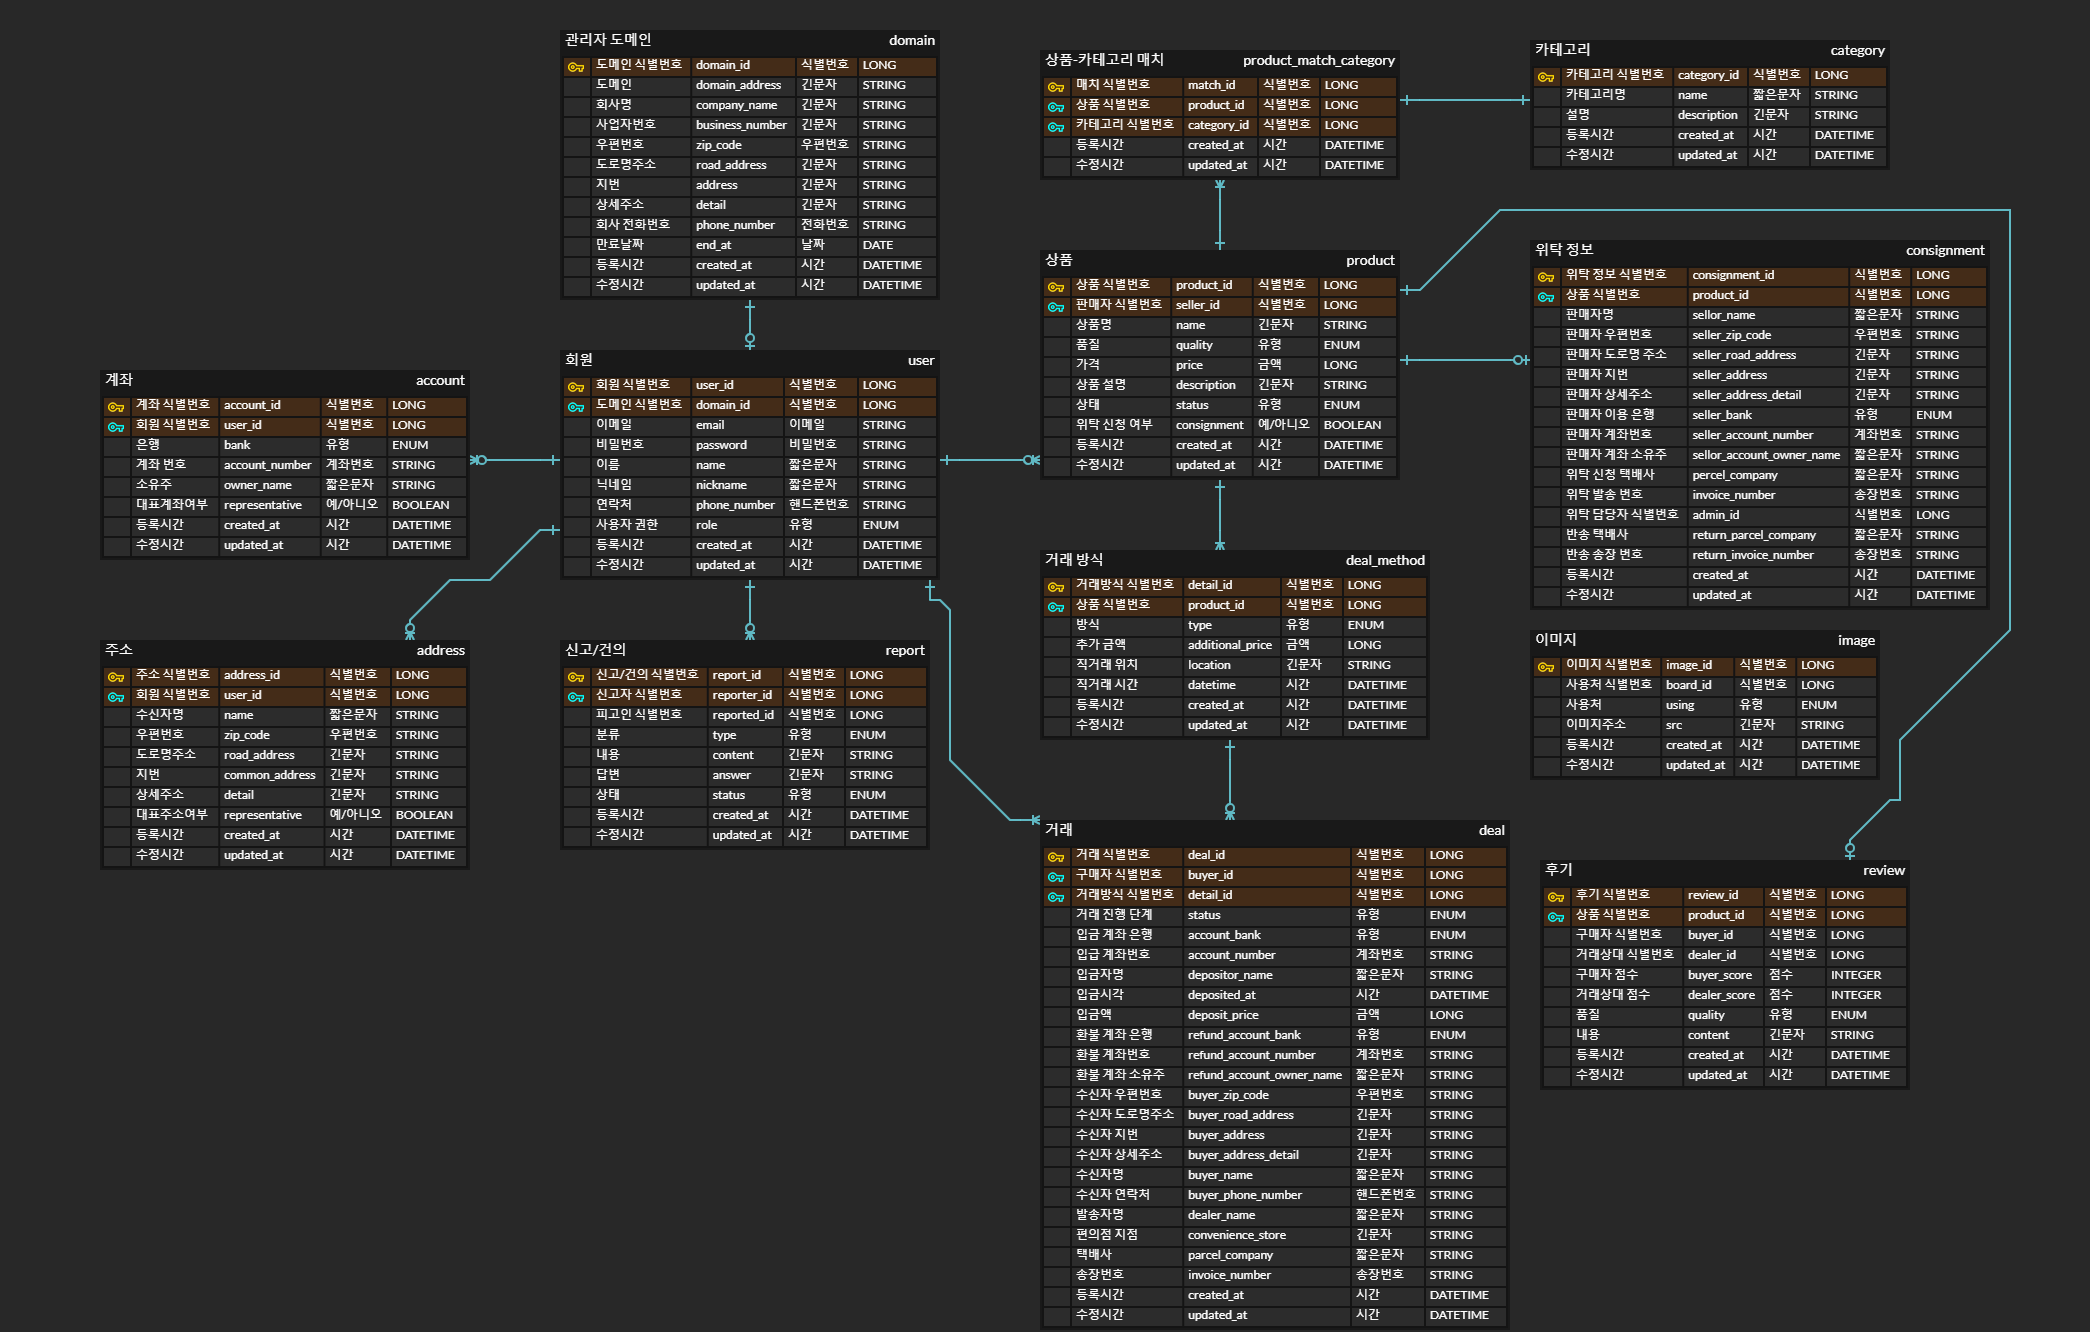 관리자 도메인 domain
도메인 식별번호 domain_id 식별번호 LONG
도메인 domain_address 긴문자 STRING
회사명 company_name 긴문자 STRING
사업자번호 business_number 긴문자 STRING
우편번호 zip_code 우편번호 STRING
도로명주소 road_address 긴문자 STRING
지번 address 긴문자 STRING
상세주소 detail 긴문자 STRING
회사 전화번호 phone_number 전화번호 STRING
만료날짜 end_at 날짜 DATE
등록시간 created_at 시간 DATETIME
수정시간 updated_at 시간 DATETIME
상품-카테고리 매치 product_match_category
매치 식별번호 match_id 식별번호 LONG
상품 식별번호 product_id 식별번호 LONG
카테고리 식별번호 category_id 식별번호 LONG
등록시간 created_at 시간 DATETIME
수정시간 updated_at 시간 DATETIME
카테고리 category
카테고리 식별번호 category_id 식별번호 LONG
카테고리명 name 짧은문자 STRING
설명 description 긴문자 STRING
등록시간 created_at 시간 DATETIME
수정시간 updated_at 시간 DATETIME
상품 product
상품 식별번호 product_id 식별번호 LONG
판매자 식별번호 seller_id 식별번호 LONG
상품명 name 긴문자 STRING
품질 quality 유형 ENUM
가격 price 금액 LONG
상품 설명 description 긴문자 STRING
상태 status 유형 ENUM
위탁 신청 여부 consignment 예/아니오 BOOLEAN
등록시간 created_at 시간 DATETIME
수정시간 updated_at 시간 DATETIME
위탁 정보 consignment
위탁 정보 식별번호 consignment_id 식별번호 LONG
상품 식별번호 product_id 식별번호 LONG
판매자명 sellor_name 짧은문자 STRING
판매자 우편번호 seller_zip_code 우편번호 STRING
판매자 도로명 주소 seller_road_address 긴문자 STRING
판매자 지번 seller_address 긴문자 STRING
판매자 상세주소 seller_address_detail 긴문자 STRING
판매자 이용 은행 seller_bank 유형 ENUM
판매자 계좌번호 seller_account_number 계좌번호 STRING
판매자 계좌 소유주 sellor_account_owner_name 짧은문자 STRING
위탁 신청 택배사 percel_company 짧은문자 STRING
위탁 발송 번호 invoice_number 송장번호 STRING
위탁 담당자 식별번호 admin_id 식별번호 LONG
반송 택배사 return_parcel_company 짧은문자 STRING
반송 송장 번호 return_invoice_number 송장번호 STRING
등록시간 created_at 시간 DATETIME
수정시간 updated_at 시간 DATETIME
회원 user
회원 식별번호 user_id 식별번호 LONG
도메인 식별번호 domain_id 식별번호 LONG
이메일 email 이메일 STRING
비밀번호 password 비밀번호 STRING
이름 name 짧은문자 STRING
닉네임 nickname 짧은문자 STRING
연락처 phone_number 핸드폰번호 STRING
사용자 권한 role 유형 ENUM
등록시간 created_at 시간 DATETIME
수정시간 updated_at 시간 DATETIME
계좌 account
계좌 식별번호 account_id 식별번호 LONG
회원 식별번호 user_id 식별번호 LONG
은행 bank 유형 ENUM
계좌 번호 account_number 계좌번호 STRING
소유주 owner_name 짧은문자 STRING
대표계좌여부 representative 예/아니오 BOOLEAN
등록시간 created_at 시간 DATETIME
수정시간 updated_at 시간 DATETIME
거래 방식 deal_method
거래방식 식별번호 detail_id 식별번호 LONG
상품 식별번호 product_id 식별번호 LONG
방식 type 유형 ENUM
추가 금액 additional_price 금액 LONG
직거래 위치 location 긴문자 STRING
직거래 시간 datetime 시간 DATETIME
등록시간 created_at 시간 DATETIME
수정시간 updated_at 시간 DATETIME
이미지 image
이미지 식별번호 image_id 식별번호 LONG
사용처 식별번호 board_id 식별번호 LONG
사용처 using 유형 ENUM
이미지주소 src 긴문자 STRING
등록시간 created_at 시간 DATETIME
수정시간 updated_at 시간 DATETIME
주소 address
주소 식별번호 address_id 식별번호 LONG
회원 식별번호 user_id 식별번호 LONG
수신자명 name 짧은문자 STRING
우편번호 zip_code 우편번호 STRING
도로명주소 road_address 긴문자 STRING
지번 common_address 긴문자 STRING
상세주소 detail 긴문자 STRING
대표주소여부 representative 예/아니오 BOOLEAN
등록시간 created_at 시간 DATETIME
수정시간 updated_at 시간 DATETIME
신고/건의 report
신고/건의 식별번호 report_id 식별번호 LONG
신고자 식별번호 reporter_id 식별번호 LONG
피고인 식별번호 reported_id 식별번호 LONG
분류 type 유형 ENUM
내용 content 긴문자 STRING
답변 answer 긴문자 STRING
상태 status 유형 ENUM
등록시간 created_at 시간 DATETIME
수정시간 updated_at 시간 DATETIME
거래 deal
거래 식별번호 deal_id 식별번호 LONG
구매자 식별번호 buyer_id 식별번호 LONG
거래방식 식별번호 detail_id 식별번호 LONG
거래 진행 단계 status 유형 ENUM
입금 계좌 은행 account_bank 유형 ENUM
입급 계좌번호 account_number 계좌번호 STRING
입금자명 depositor_name 짧은문자 STRING
입금시각 deposited_at 시간 DATETIME
입금액 deposit_price 금액 LONG
환불 계좌 은행 refund_account_bank 유형 ENUM
환불 계좌번호 refund_account_number 계좌번호 STRING
환불 계좌 소유주 refund_account_owner_name 짧은문자 STRING
수신자 우편번호 buyer_zip_code 우편번호 STRING
수신자 도로명주소 buyer_road_address 긴문자 STRING
수신자 지번 buyer_address 긴문자 STRING
수신자 상세주소 buyer_address_detail 긴문자 STRING
수신자명 buyer_name 짧은문자 STRING
수신자 연락처 buyer_phone_number 핸드폰번호 STRING
발송자명 dealer_name 짧은문자 STRING
편의점 지점 convenience_store 긴문자 STRING
택배사 parcel_company 짧은문자 STRING
송장번호 invoice_number 송장번호 STRING
등록시간 created_at 시간 DATETIME
수정시간 updated_at 시간 DATETIME
후기 review
후기 식별번호 review_id 식별번호 LONG
상품 식별번호 product_id 식별번호 LONG
구매자 식별번호 buyer_id 식별번호 LONG
거래상대 식별번호 dealer_id 식별번호 LONG
구매자 점수 buyer_score 점수 INTEGER
거래상대 점수 dealer_score 점수 INTEGER
품질 quality 유형 ENUM
내용 content 긴문자 STRING
등록시간 created_at 시간 DATETIME
수정시간 updated_at 시간 DATETIME